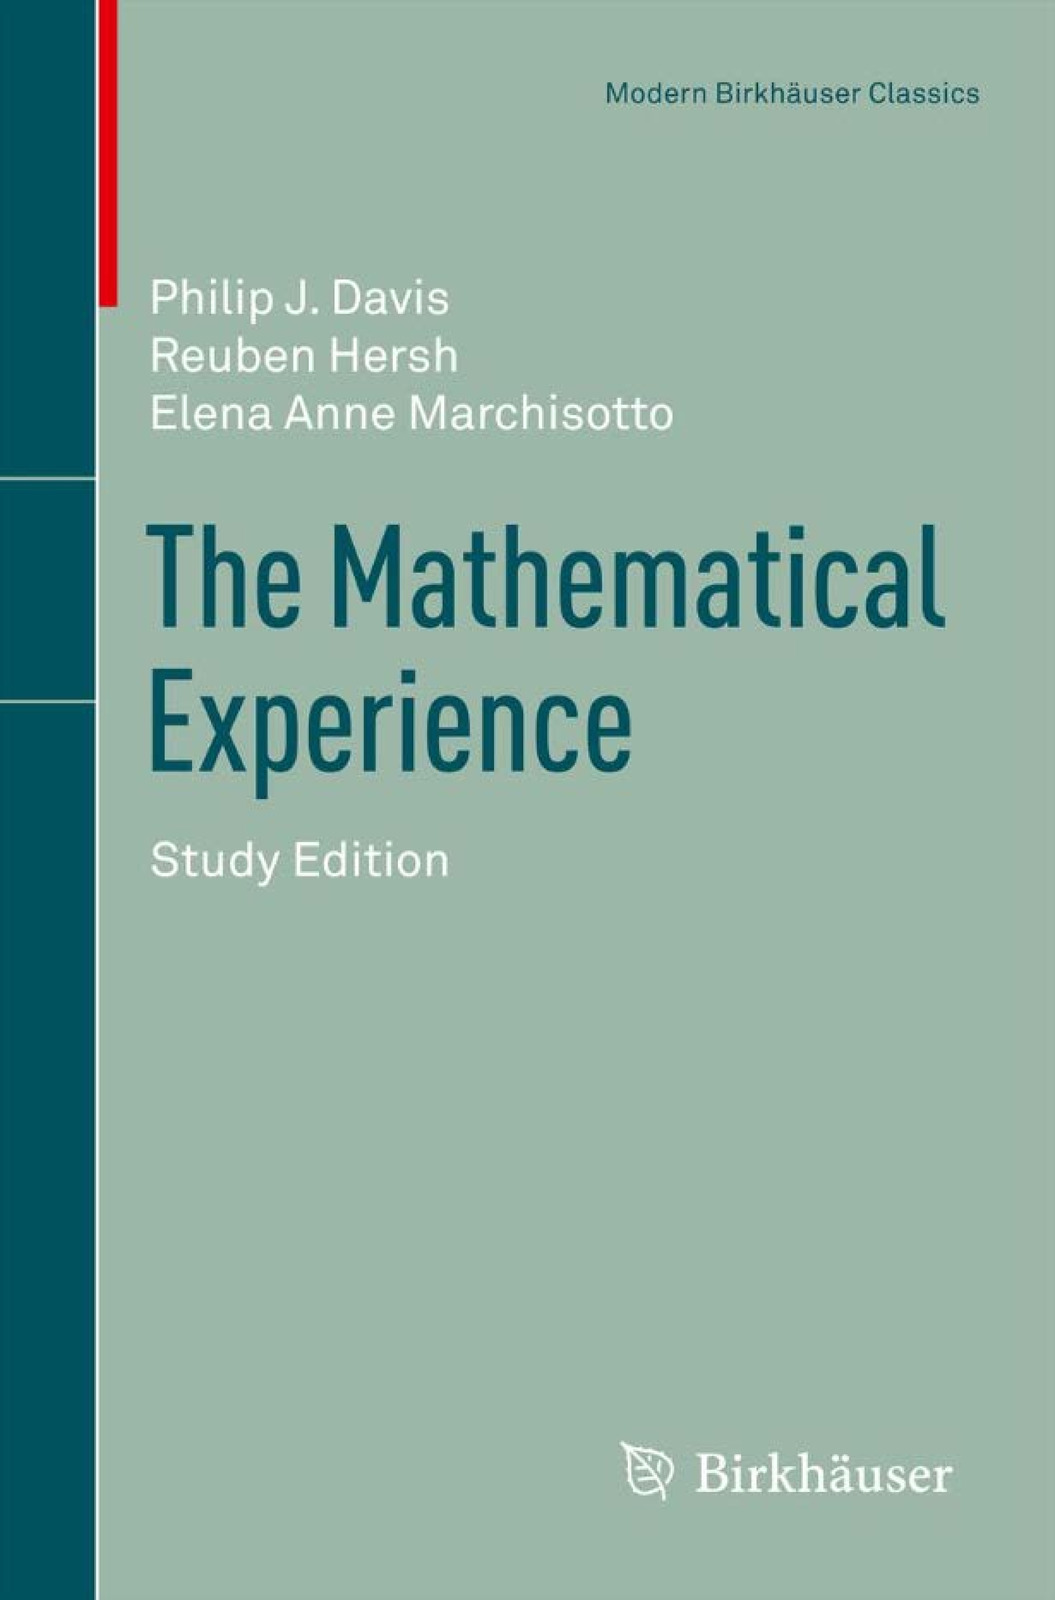 Modern Birkhäuser Classics
Philip J. Davis
Reuben Hersh
Elena Anne Marchisotto
The Mathematical
Experience
Study Edition
Birkhäuser